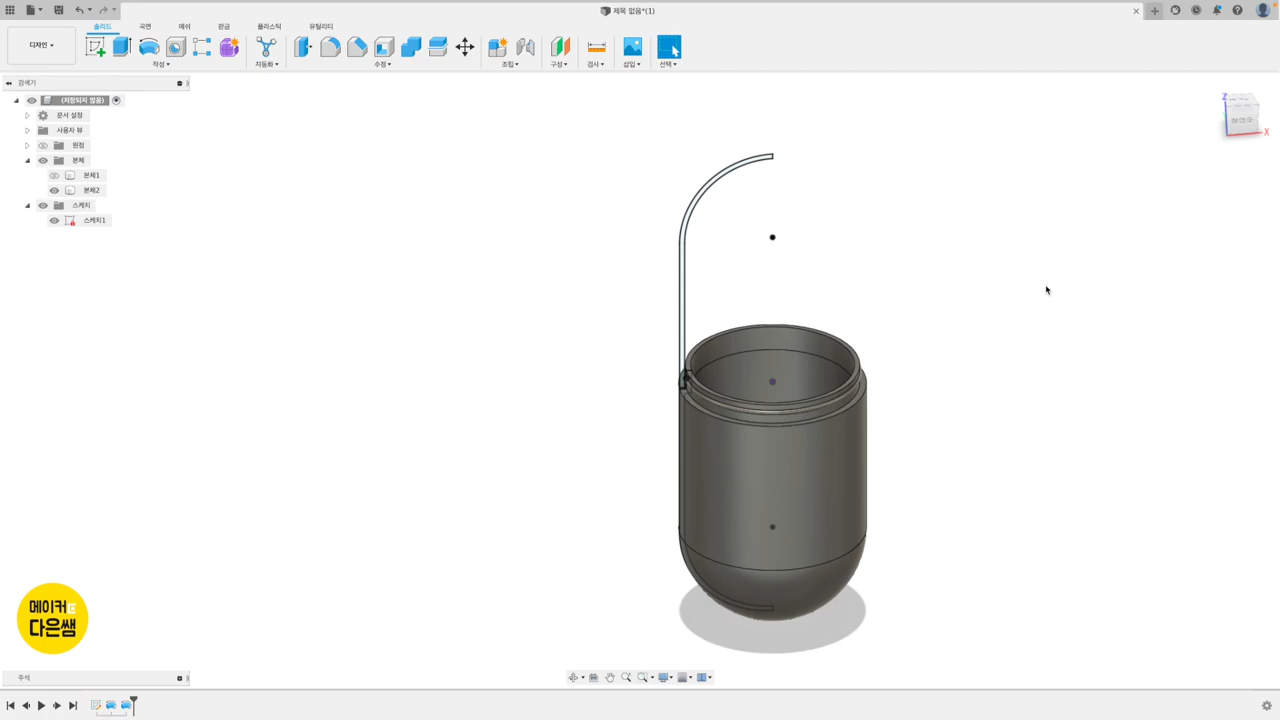 제목 없음*(1)
솔리드
곡면
메쉬
판금
플라스틱
유틸리티
디자인
작성
자동화
수정
조립
구성
검사
삽입
선택
검색기
(저장되지 않음)
문서 설정
사용자 뷰
원점
본체
본체1
본체2
스케치
스케치1
Z
X
메이커
다은쌤
주석